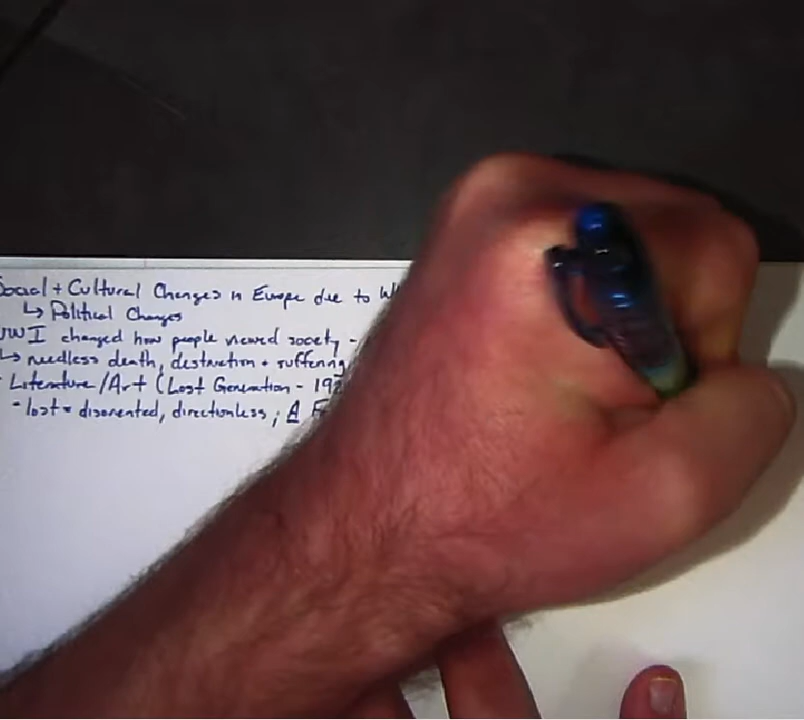 Social + Cultural Changes in Europe due to W
↳ Political Changes
WWI changed how people viewed society -
↳ needless death, destruction + suffering
Literature/Art (Lost Generation - 192
- lost = disoriented, directionless; A F